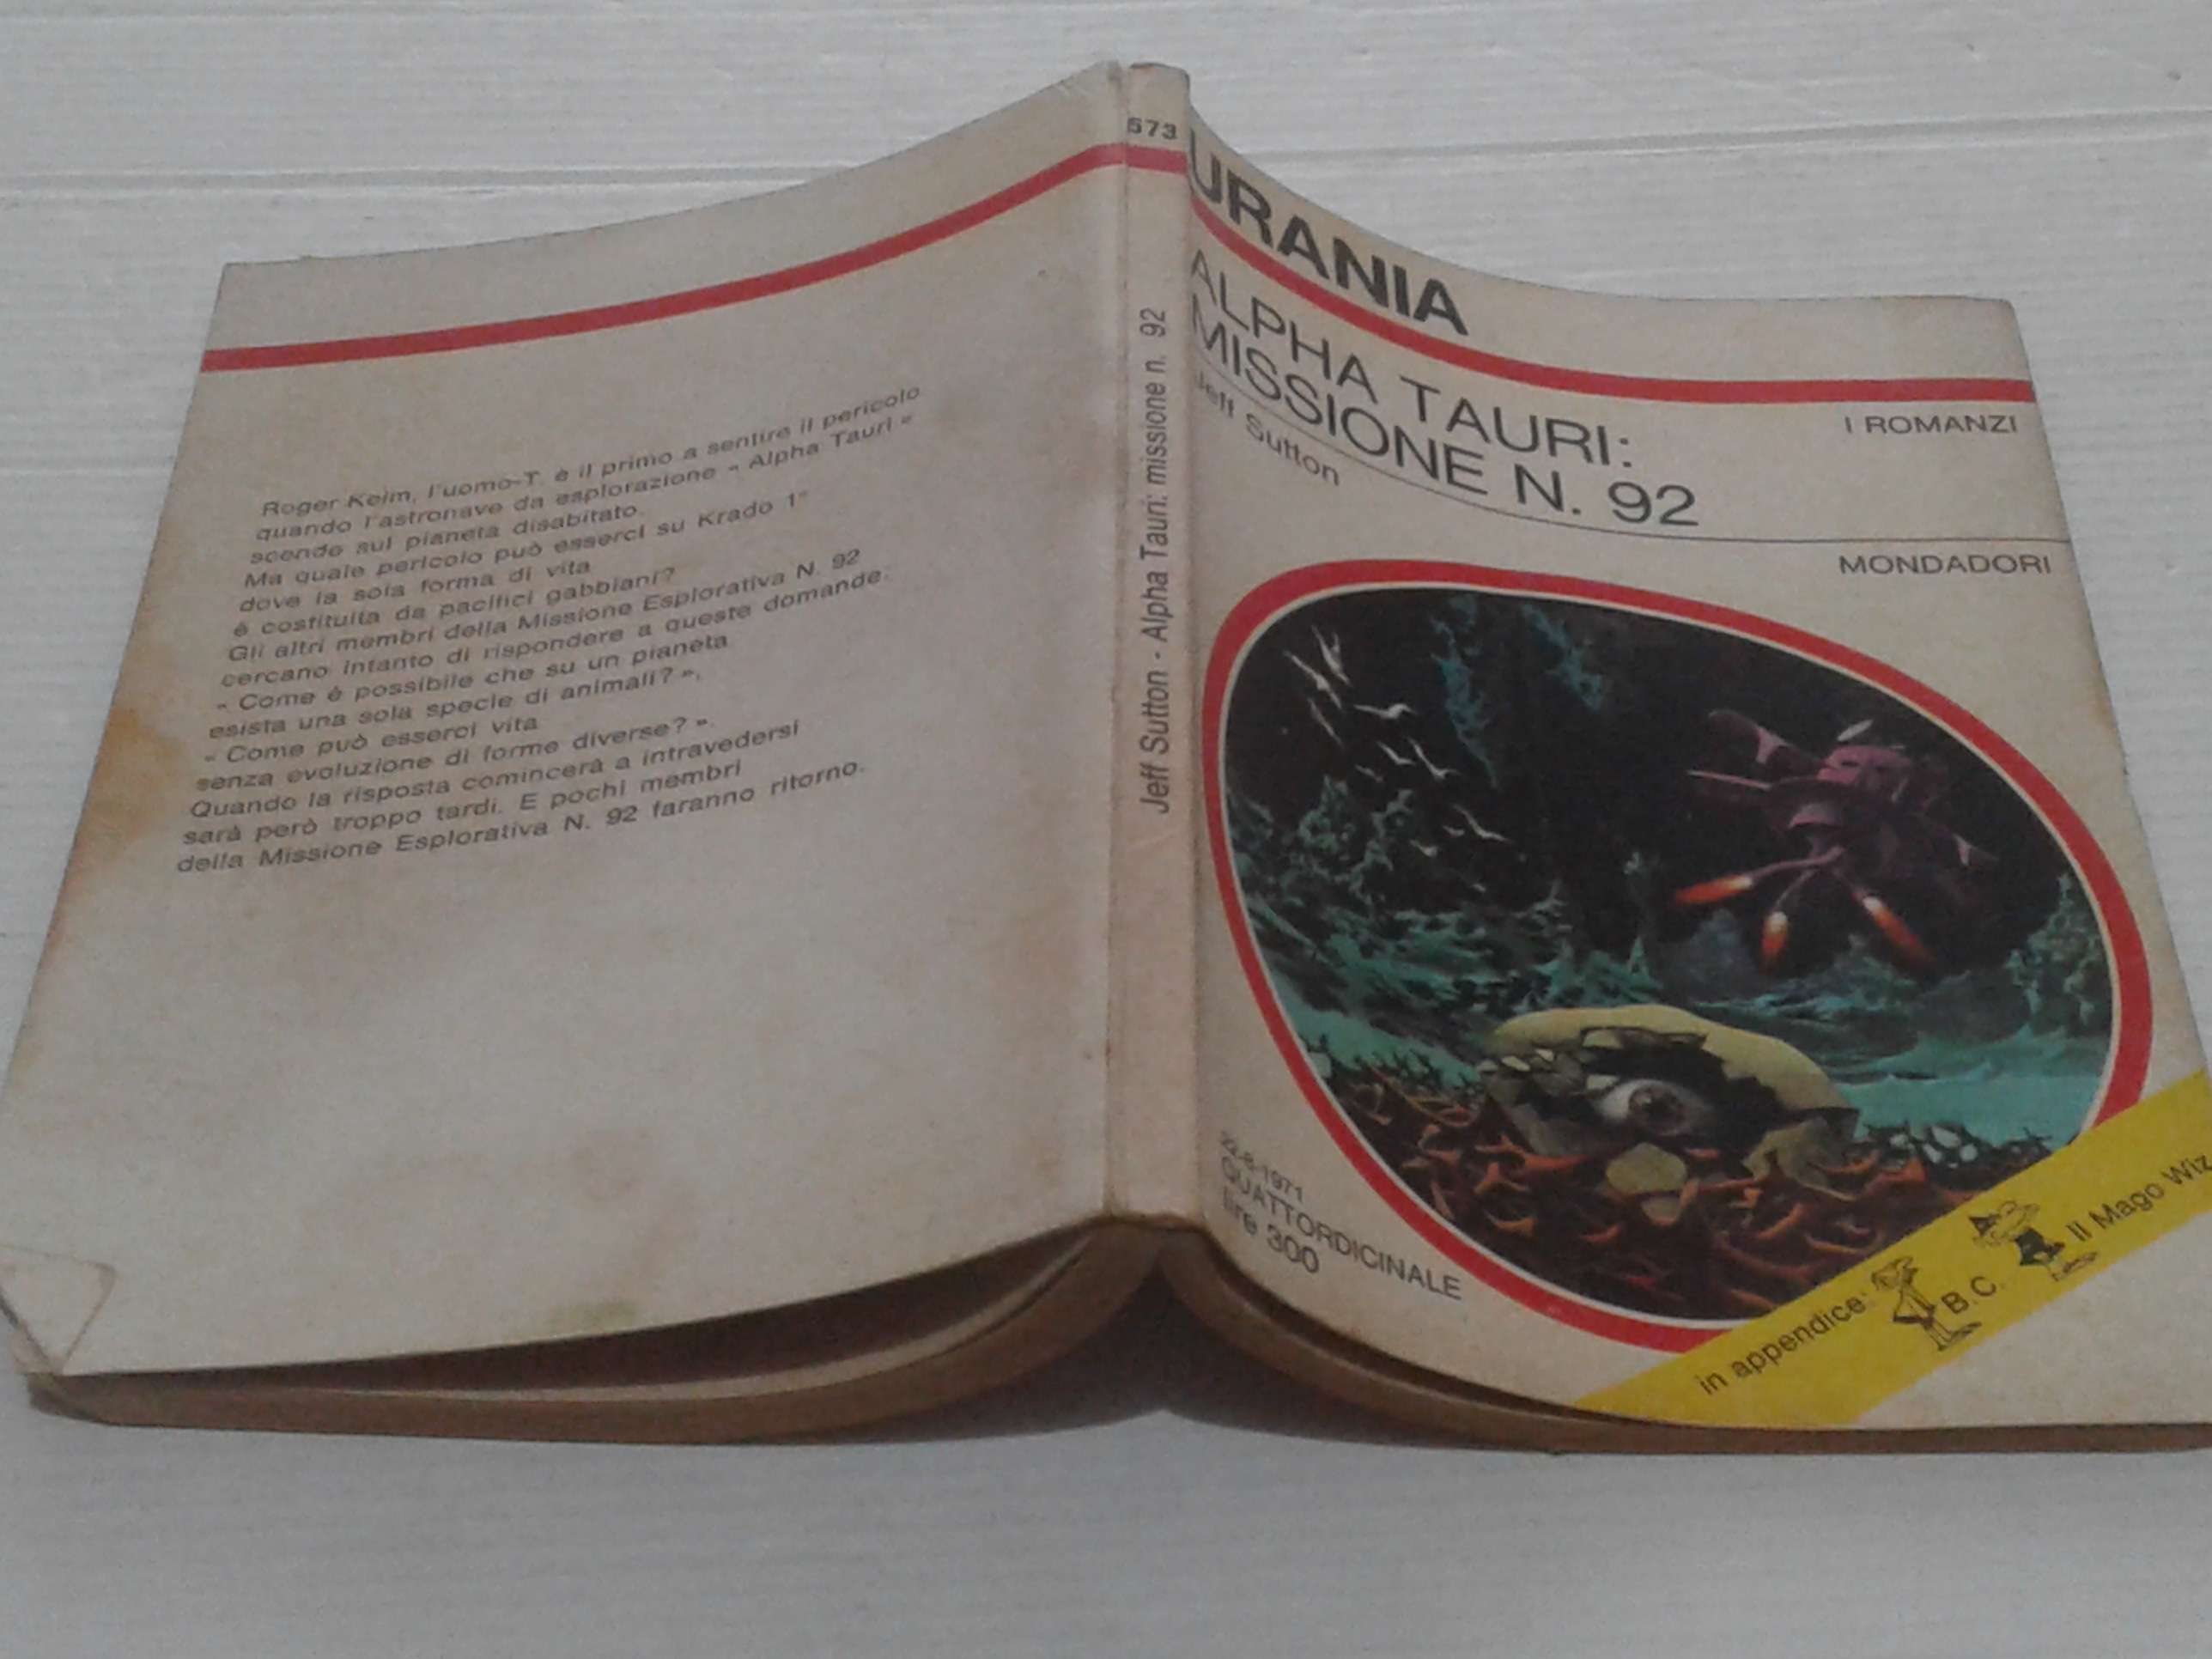 Roger Keim, l'uomo-T è il primo a sentire il pericolo
quando l'astronave da esplorazione « Alpha Tauri »
scende sul pianeta disabitato.
Ma quale pericolo può esserci su Krado 1°
dove la sola forma di vita
è costituita da pacifici gabbiani?
Gli altri membri della Missione Esplorativa N. 92
cercano intanto di rispondere a queste domande:
« Come è possibile che su un pianeta
esista una sola specie di animali? »,
« Come può esserci vita
senza evoluzione di forme diverse? ».
Quando la risposta comincerà a intravedersi
sarà però troppo tardi. E pochi membri
della Missione Esplorativa N. 92 faranno ritorno.
573
Jeff Sutton - Alpha Tauri: missione n. 92
URANIA
ALPHA TAURI:
MISSIONE N. 92
Jeff Sutton
I ROMANZI
MONDADORI
22-8-1971
QUATTORDICINALE
lire 300
in appendice: B.C. Il Mago Wiz